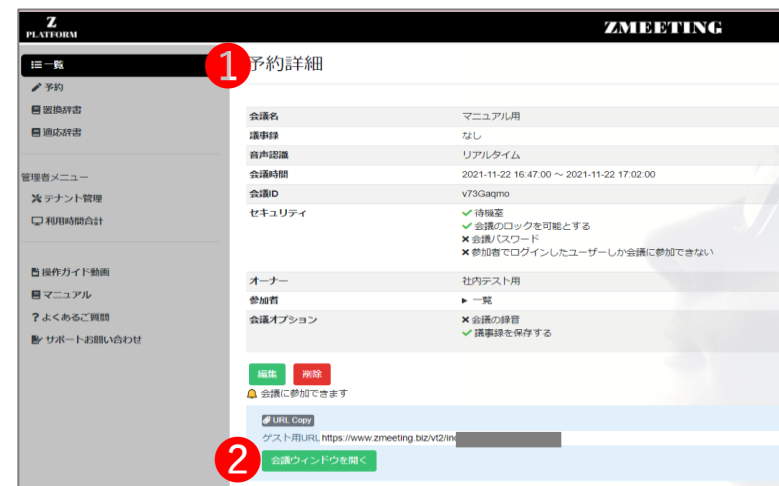 Z
PLATFORM
ZMEETING
一覧
予約
置換辞書
適応辞書
管理者メニュー
テナント管理
利用時間合計
操作ガイド動画
マニュアル
? よくあるご質問
サポートお問い合わせ
1
予約詳細
会議名 マニュアル用
議事録 なし
音声認識 リアルタイム
会議時間 2021-11-22 16:47:00 ~ 2021-11-22 17:02:00
会議ID v73Gaqmo
セキュリティ ✔ 待機室
✔ 会議のロックを可能とする
✖ 会議パスワード
✖ 参加者でログインしたユーザーしか会議に参加できない
オーナー 社内テスト用
参加者 ▶ 一覧
会議オプション ✖ 会議の録音
✔ 議事録を保存する
編集 削除
会議に参加できます
URL Copy
ゲスト用URL https://www.zmeeting.biz/vt2/in
2
会議ウィンドウを開く